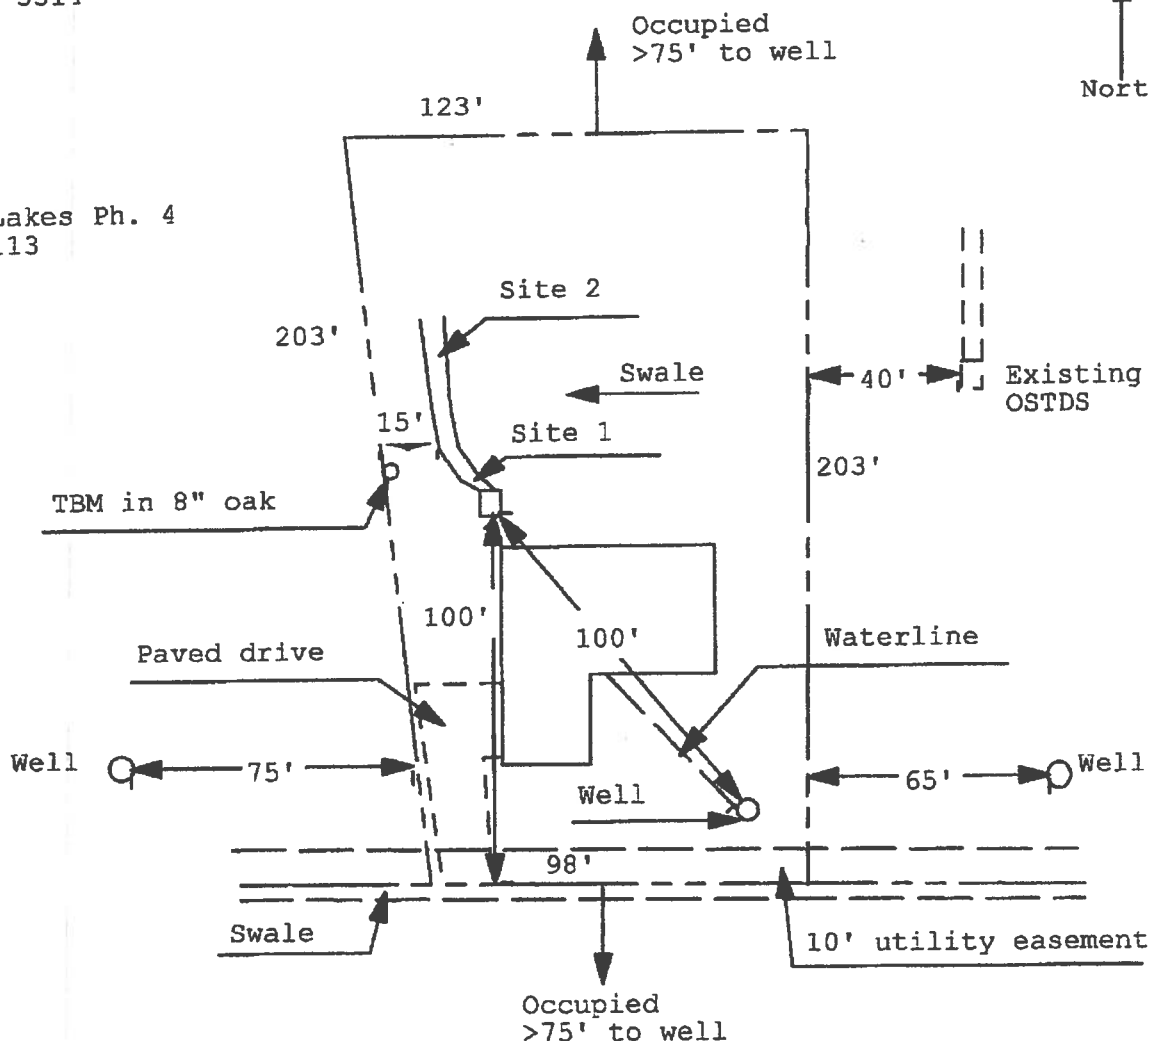 Occupied
>75' to well
Nort
123'
Lakes Ph. 4
113
Site 2
203'
Swale
40'
Existing
OSTDS
15'
Site 1
203'
TBM in 8" oak
100'
100'
Waterline
Paved drive
Well
75'
65'
Well
Well
98'
Swale
10' utility easement
Occupied
>75' to well